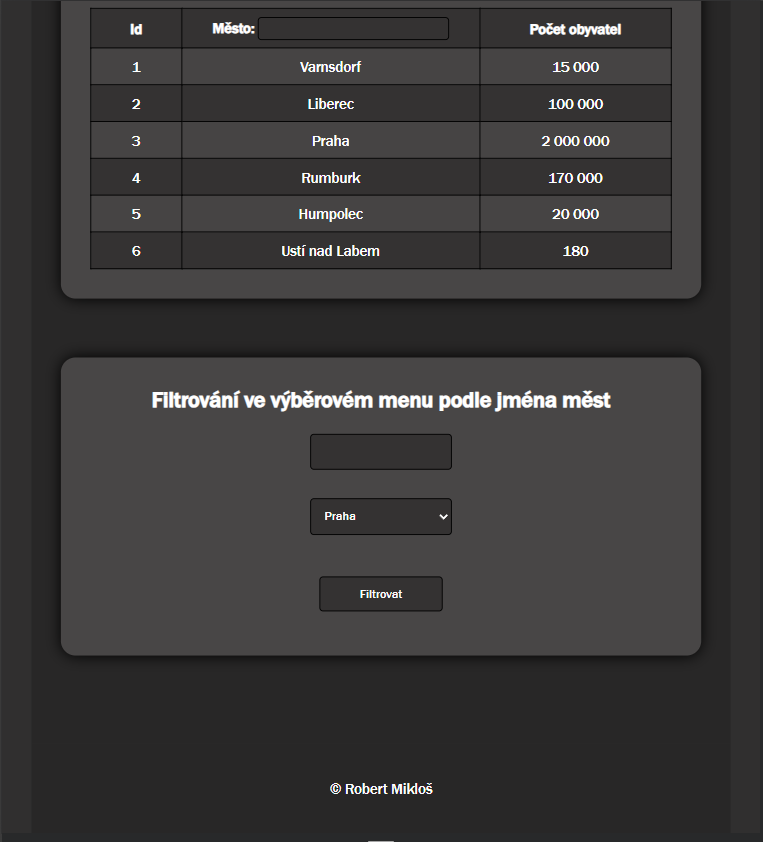 Id Město: Počet obyvatel
1 Varnsdorf 15 000
2 Liberec 100 000
3 Praha 2 000 000
4 Rumburk 170 000
5 Humpolec 20 000
6 Ustí nad Labem 180
Filtrování ve výběrovém menu podle jména měst
Praha
Filtrovat
© Robert Mikloš